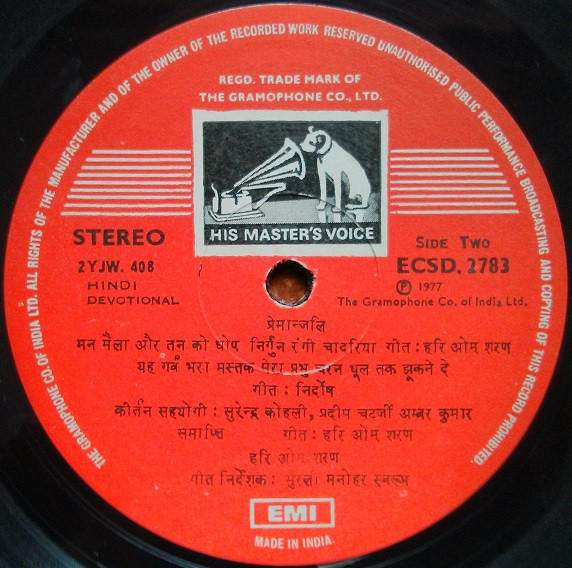 THE GRAMOPHONE CO. OF INDIA LTD. ALL RIGHTS OF THE MANUFACTURER AND OF THE OWNER OF THE RECORDED WORK RESERVED UNAUTHORISED PUBLIC PERFORMANCE BROADCASTING AND COPYING OF THIS RECORD PROHIBITED.
REGD. TRADE MARK OF
THE GRAMOPHONE CO., LTD.
HIS MASTER'S VOICE
STEREO
2YJW. 408
HINDI
DEVOTIONAL
SIDE TWO
ECSD. 2783
Ⓟ 1977
The Gramophone Co. of India Ltd.
प्रेमान्जलि
मन मैला और तन को धोए निर्गुन रंगी चादरिया गीत : हरि ओम शरण
यह गर्व भरा मस्तक मेरा प्रभु चरन धूल तक झूकने दे
गीत : निर्दोष
कीर्तन सहयोगी : सुरेन्द्र कोहली, प्रदीप चटर्जी अम्बर कुमार
समाप्ति गीत : हरि ओम शरण
हरि ओम शरण
गीत निर्देशक : मुरली मनोहर स्वरूप
EMI
MADE IN INDIA.